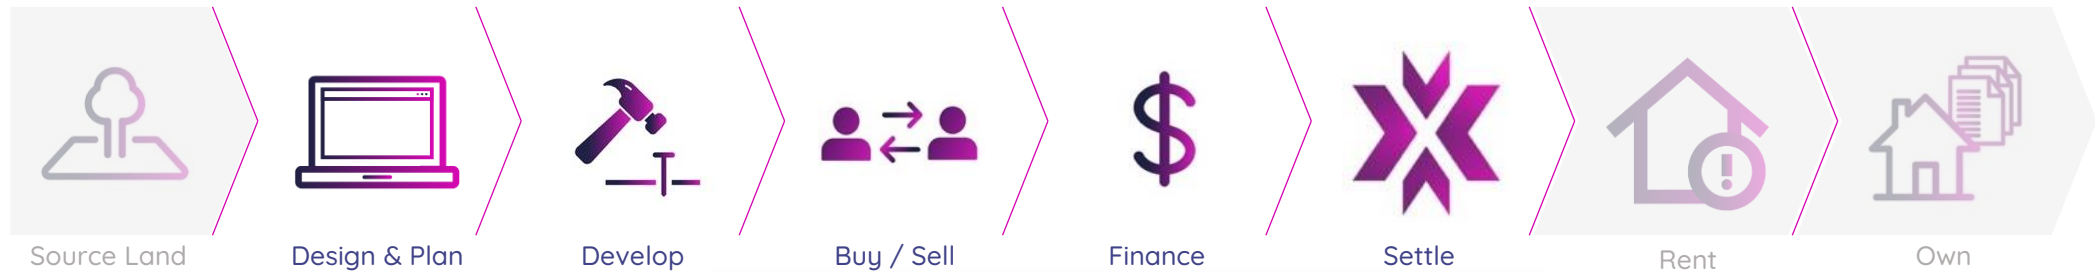 Source Land
Design & Plan
Develop
Buy / Sell
Finance
Settle
Rent
Own